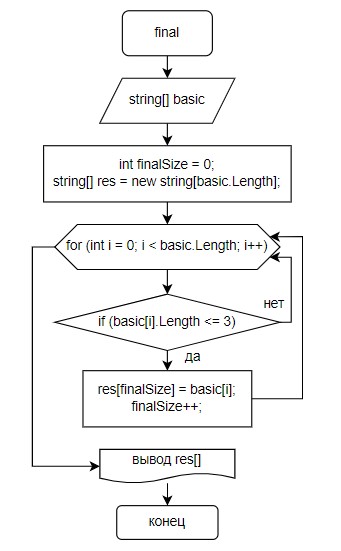 final
string[] basic
int finalSize = 0;
string[] res = new string[basic.Length];
for (int i = 0; i < basic.Length; i++)
нет
if (basic[i].Length <= 3)
да
res[finalSize] = basic[i];
finalSize++;
вывод res[]
конец